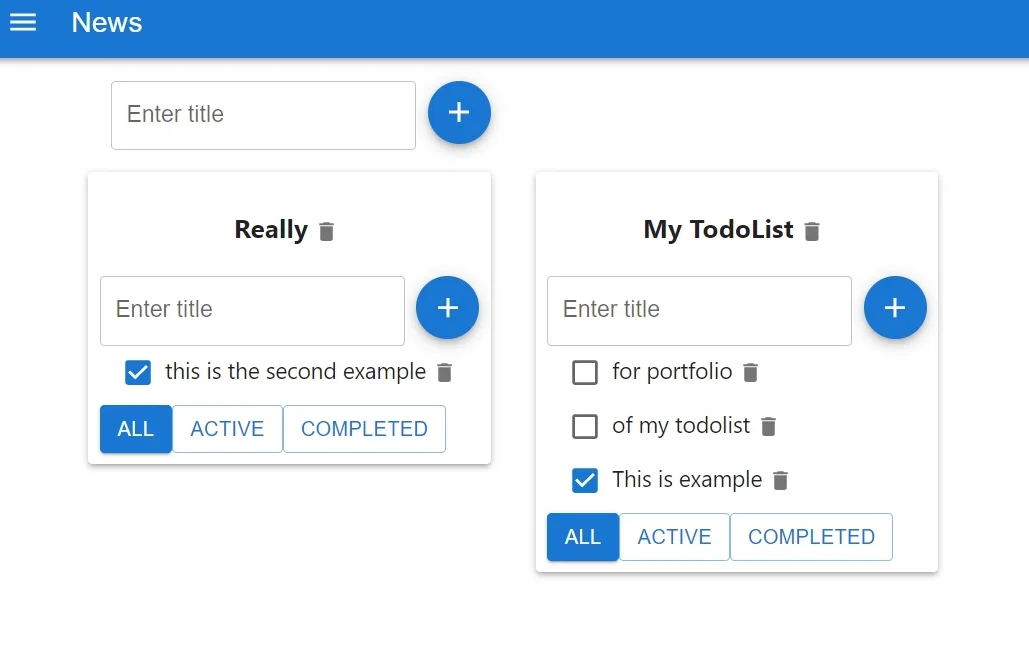 News
Enter title
Really
Enter title
this is the second example
ALL ACTIVE COMPLETED
My TodoList
Enter title
for portfolio
of my todolist
This is example
ALL ACTIVE COMPLETED